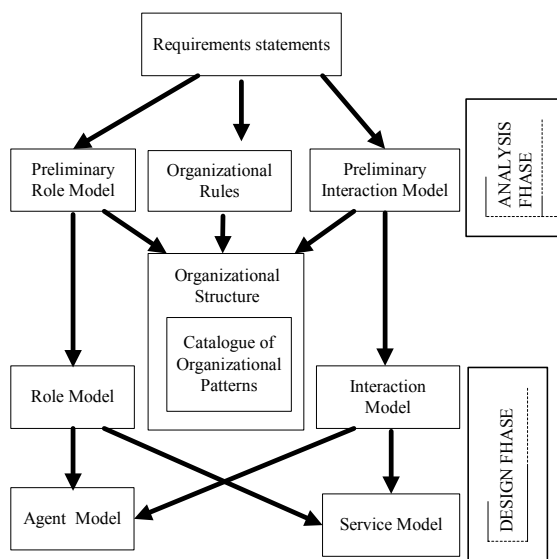 Requirements statements
Preliminary
Role Model
Organizational
Rules
Preliminary
Interaction Model
ANALYSIS
FHASE
Organizational
Structure
Catalogue of
Organizational
Patterns
Role Model
Interaction
Model
DESIGN FHASE
Agent Model
Service Model